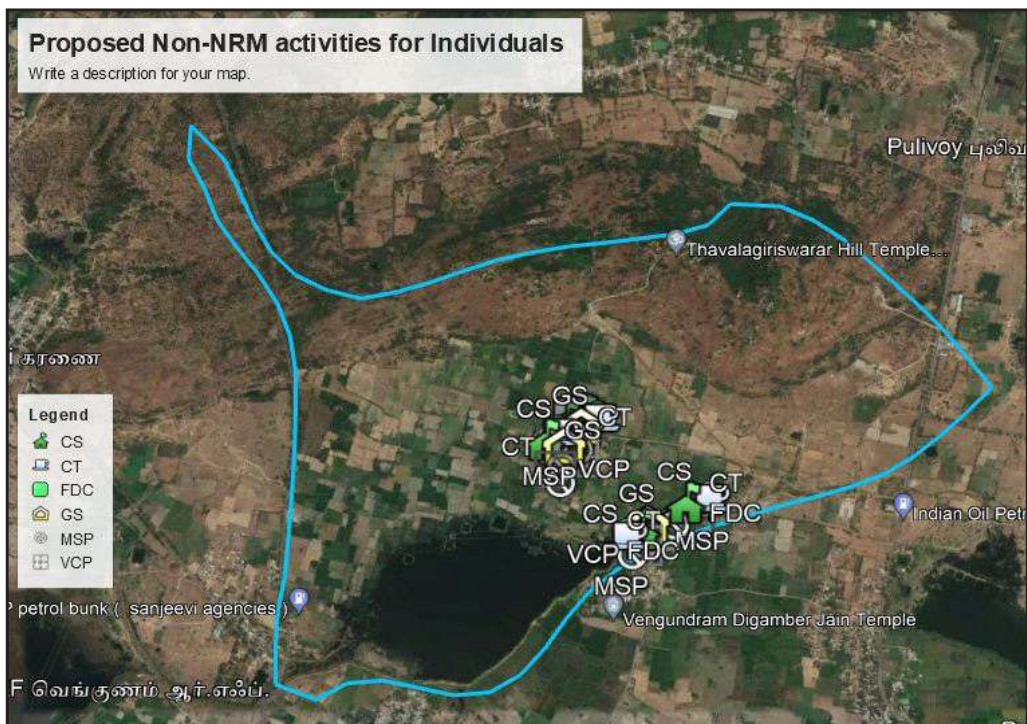 Proposed Non-NRM activities for Individuals
Write a description for your map.
Pulivoy புலிவ
Thavalagiriswarar Hill Temple...
கரணை
Legend
CS
CT
FDC
GS
MSP
VCP
GS
CS
CT
GS
CT
MSP
VCP
CS
CT
GS
FDC
CS
CT
MSP
VCP
FDC
MSP
Indian Oil Petr
P petrol bunk ( sanjeevi agencies )
Vengundram Digamber Jain Temple
F வெங்குணம் ஆர்.எஃப்.